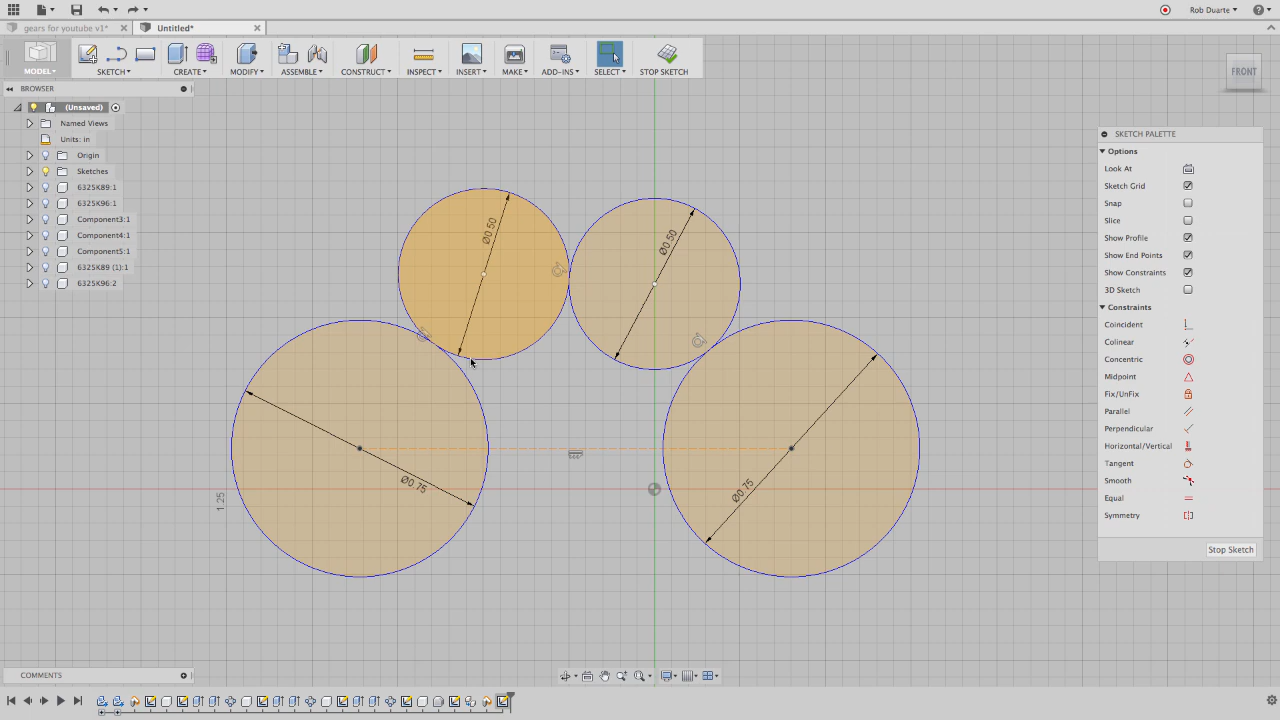 Rob Duarte
gears for youtube v1*
Untitled*
MODEL
SKETCH
CREATE
MODIFY
ASSEMBLE
CONSTRUCT
INSPECT
INSERT
MAKE
ADD-INS
SELECT
STOP SKETCH
FRONT
BROWSER
(Unsaved)
Named Views
Units: in
Origin
Sketches
6325K89:1
6325K96:1
Component3:1
Component4:1
Component5:1
6325K89 (1):1
6325K96:2
Ø0.50
Ø0.50
Ø0.75
Ø0.75
1.25
SKETCH PALETTE
Options
Look At
Sketch Grid
Snap
Slice
Show Profile
Show End Points
Show Constraints
3D Sketch
Constraints
Coincident
Colinear
Concentric
Midpoint
Fix/UnFix
Parallel
Perpendicular
Horizontal/Vertical
Tangent
Smooth
Equal
Symmetry
Stop Sketch
COMMENTS